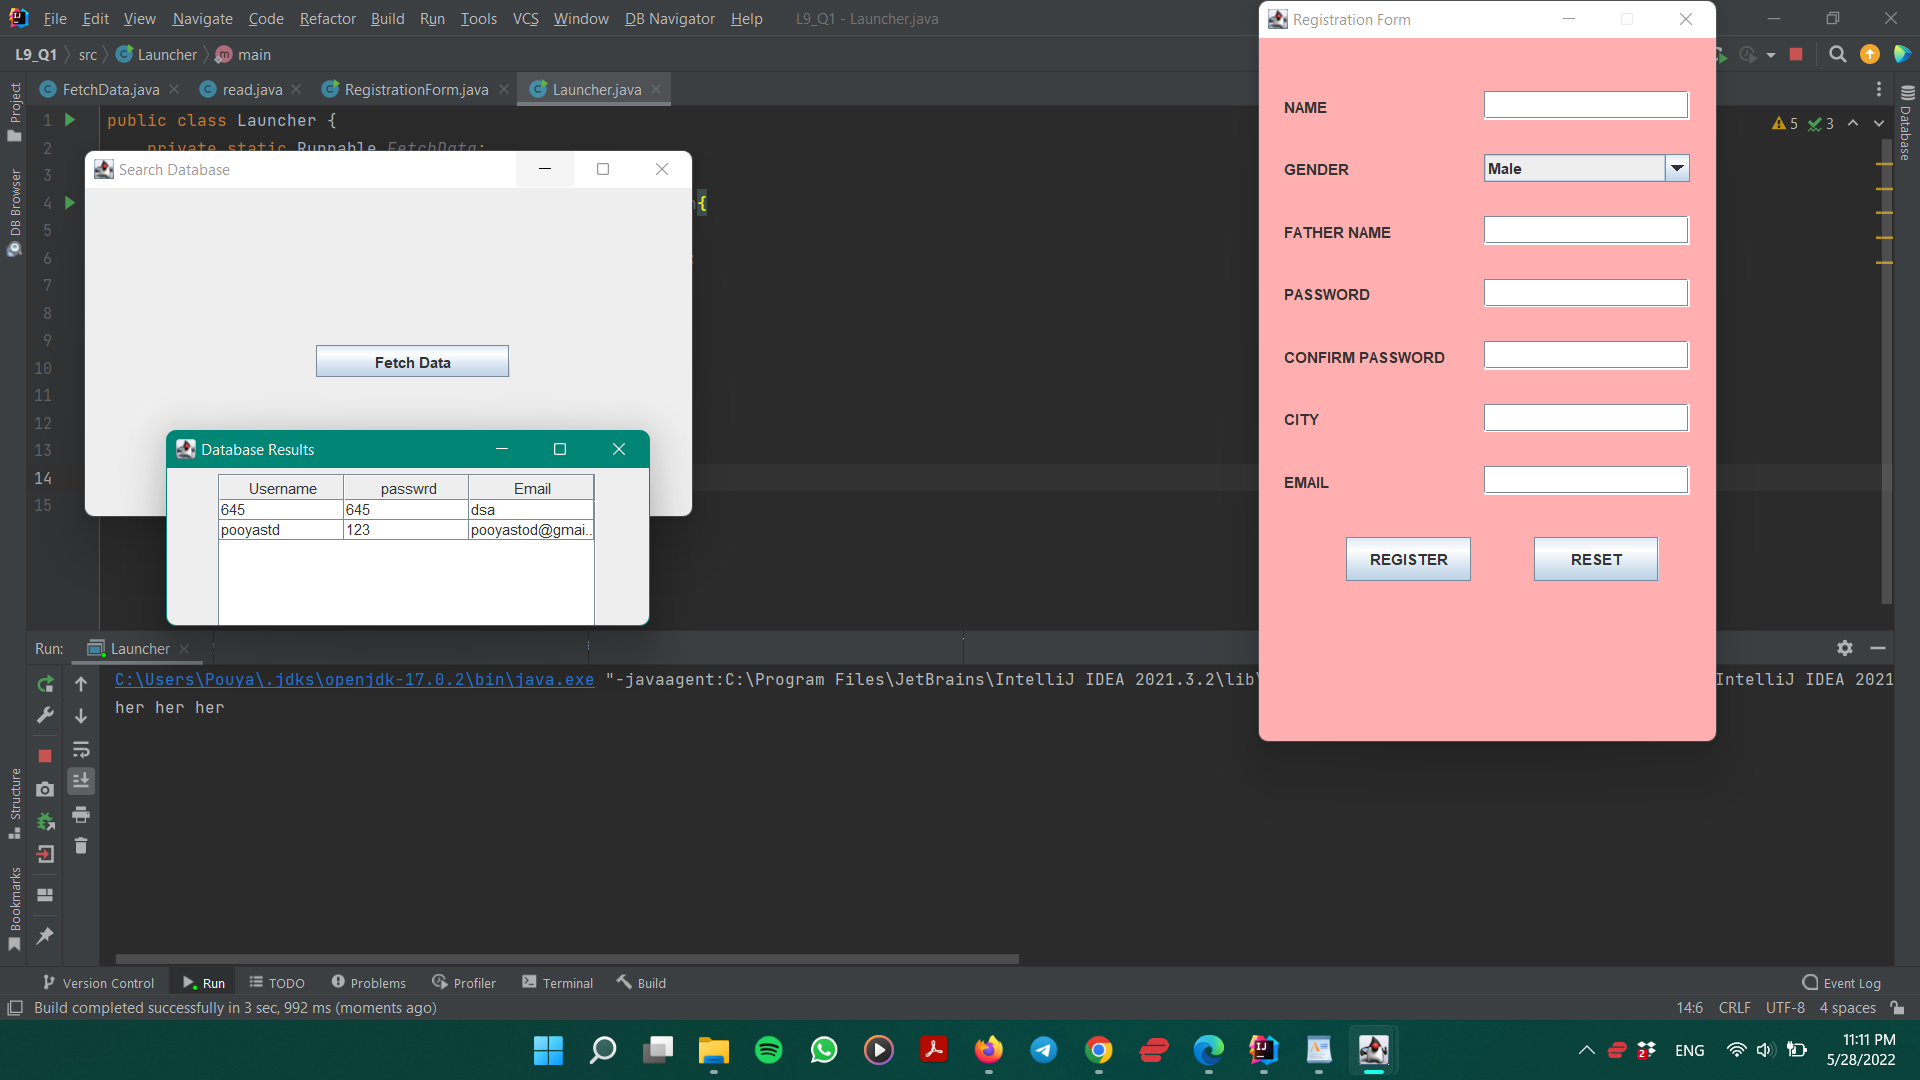 File Edit View Navigate Code Refactor Build Run Tools VCS Window DB Navigator Help L9_Q1 - Launcher.java
L9_Q1 src Launcher main
FetchData.java read.java RegistrationForm.java Launcher.java
Project
DB Browser
Structure
Bookmarks
Database
1 public class Launcher {
2 private static Runnable FetchData;
3
4 {
5
6
7
8
9
10
11
12
13
14
15
5 3
Search Database
Fetch Data
Database Results
Username passwrd Email
645 645 dsa
pooyastd 123 pooyastod@gmai...
Registration Form
NAME
GENDER Male
FATHER NAME
PASSWORD
CONFIRM PASSWORD
CITY
EMAIL
REGISTER RESET
Run: Launcher
C:\Users\Pouya\.jdks\openjdk-17.0.2\bin\java.exe "-javaagent:C:\Program Files\JetBrains\IntelliJ IDEA 2021.3.2\lib\ IntelliJ IDEA 2021
her her her
Version Control Run TODO Problems Profiler Terminal Build Event Log
Build completed successfully in 3 sec, 992 ms (moments ago) 14:6 CRLF UTF-8 4 spaces
ENG
11:11 PM
5/28/2022